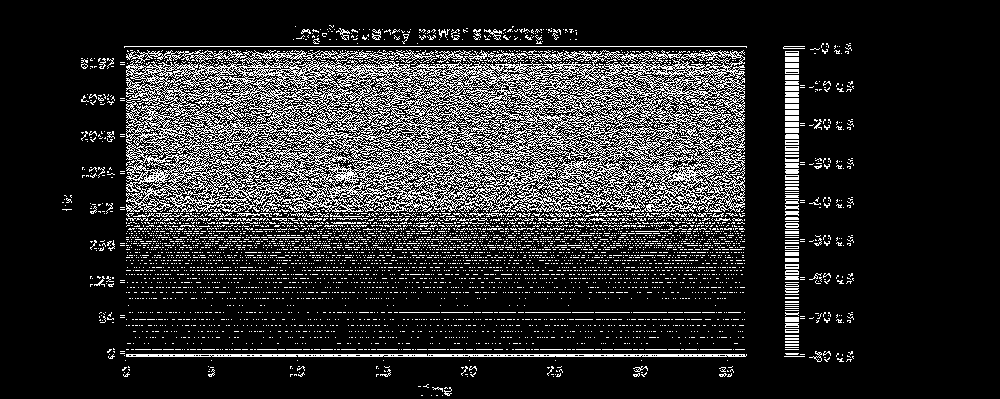 Log-frequency power spectrogram
8192
4096
2048
1024
512
256
128
64
0
Hz
0
5
10
15
20
25
30
35
Time
-0 dB
-10 dB
-20 dB
-30 dB
-40 dB
-50 dB
-60 dB
-70 dB
-80 dB